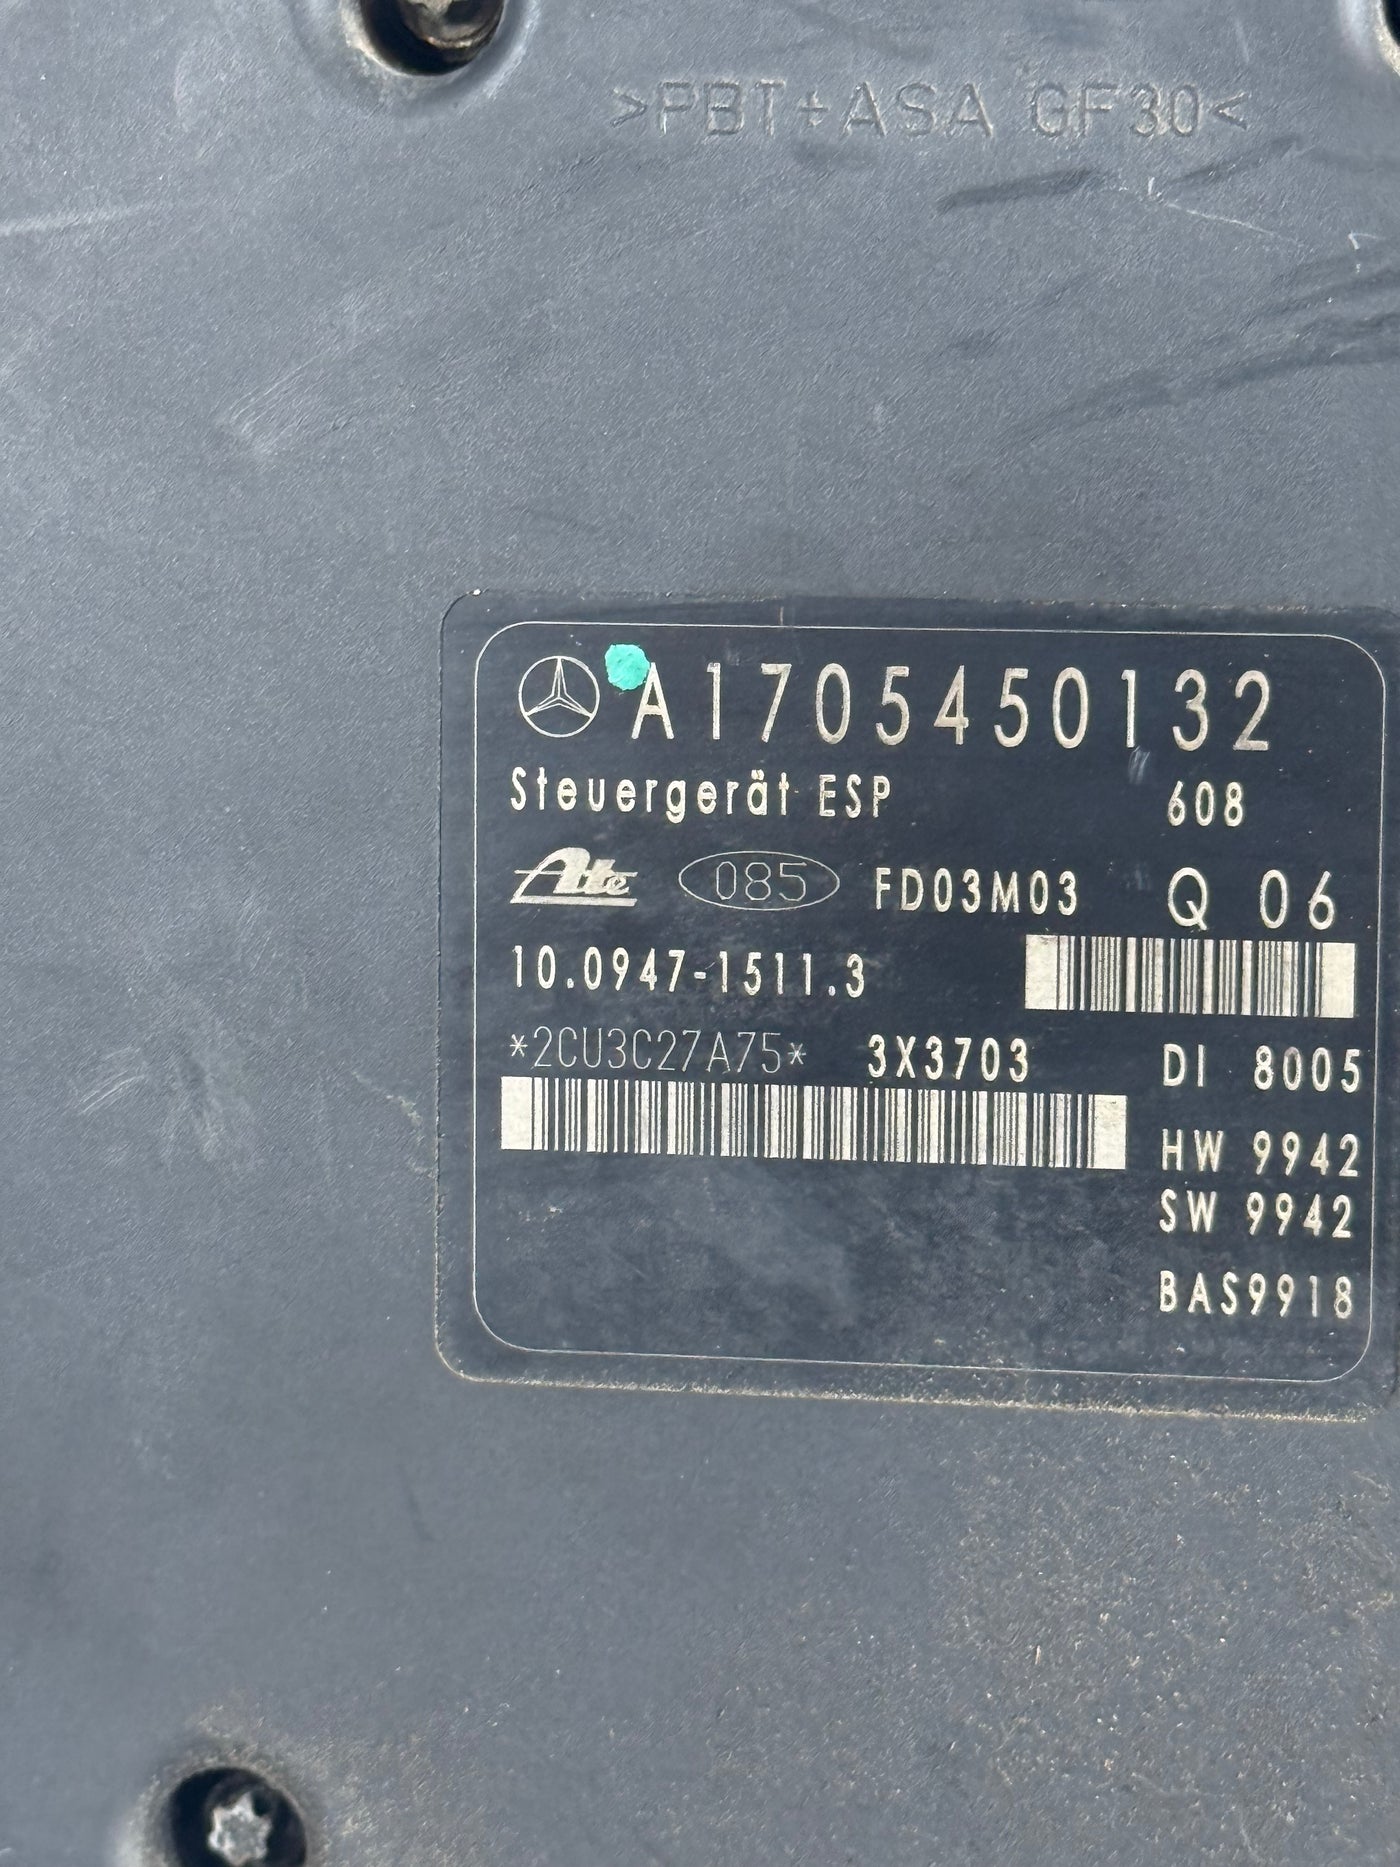 >PBT+ASA GF30<
A1705450132
Steuergerät ESP 608
Ate 085 FD03M03 Q 06
10.0947-1511.3
*2CU3C27A75* 3X3703 DI 8005
HW 9942
SW 9942
BAS9918